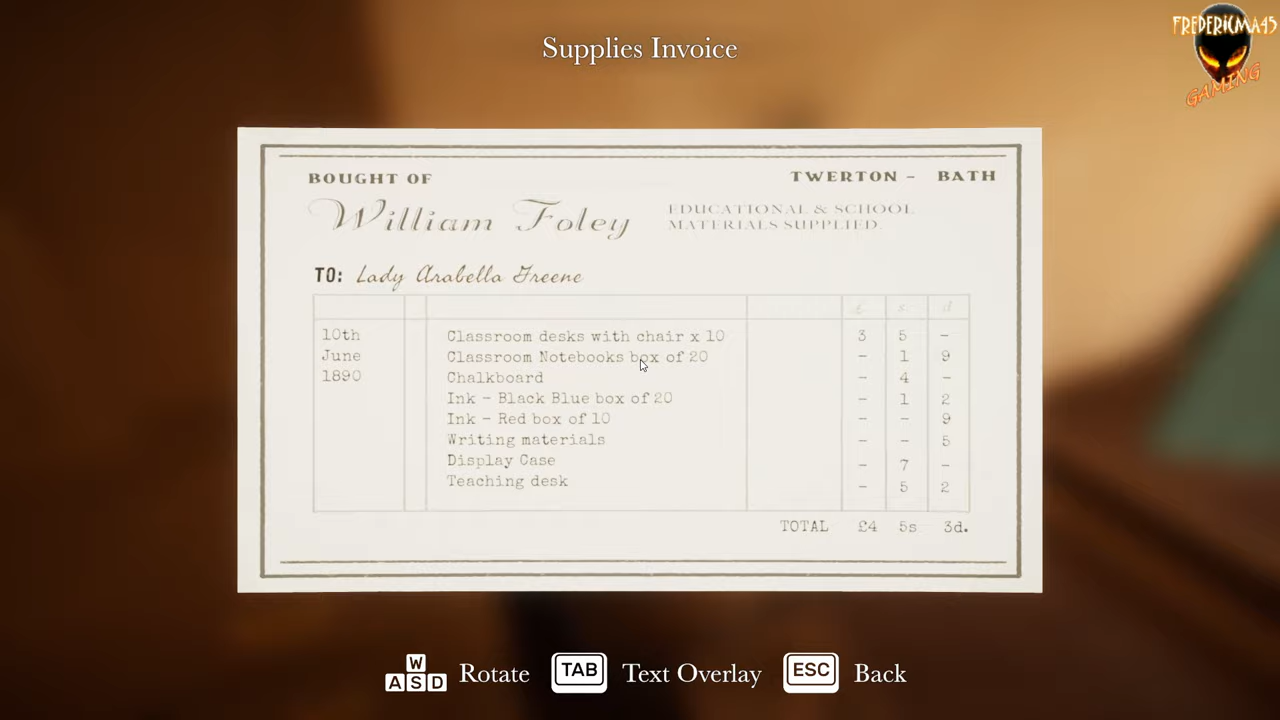 Supplies Invoice
FREDERICMA45
GAMING
BOUGHT OF
TWERTON - BATH
William Foley
EDUCATIONAL & SCHOOL
MATERIALS SUPPLIED.
TO: Lady Arabella Greene
£ s d
10th Classroom desks with chair x 10 3 5 -
June Classroom Notebooks box of 20 - 1 9
1890 Chalkboard - 4 -
Ink - Black Blue box of 20 - 1 2
Ink - Red box of 10 - - 9
Writing materials - - 5
Display Case - 7 -
Teaching desk - 5 2
TOTAL £4 5s 3d.
W
A S D Rotate TAB Text Overlay ESC Back